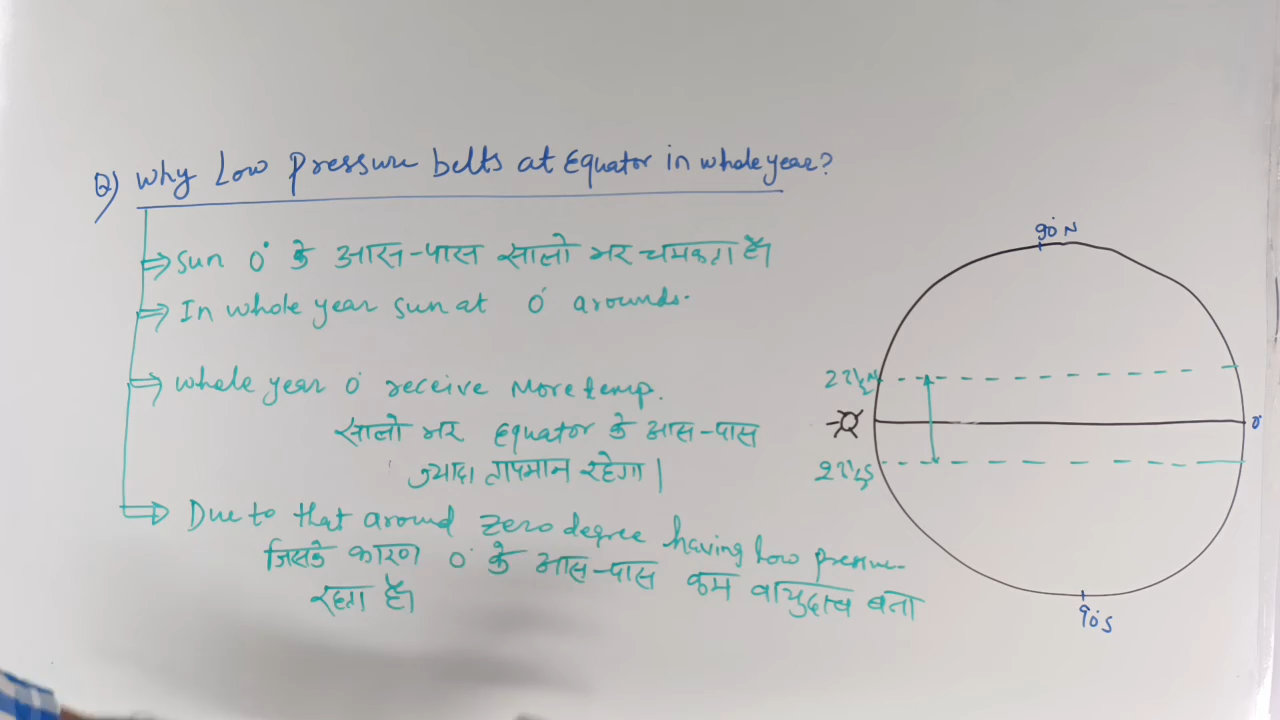 Q) Why Low Pressure belts at Equator in whole year?
⇒ Sun 0° के आस-पास सालो भर चमकता है।
⇒ In whole year sun at 0° arounds.
⇒ whole year 0° receive More temp.
सालो भर Equator के आस-पास
ज्यादा तापमान रहेगा।
⇒ Due to that around Zero degree having low pressure.
जिसके कारण 0° के आस-पास कम वायुदाब बना
रहता है।
90°N
23½N
0°
23½S
90°S